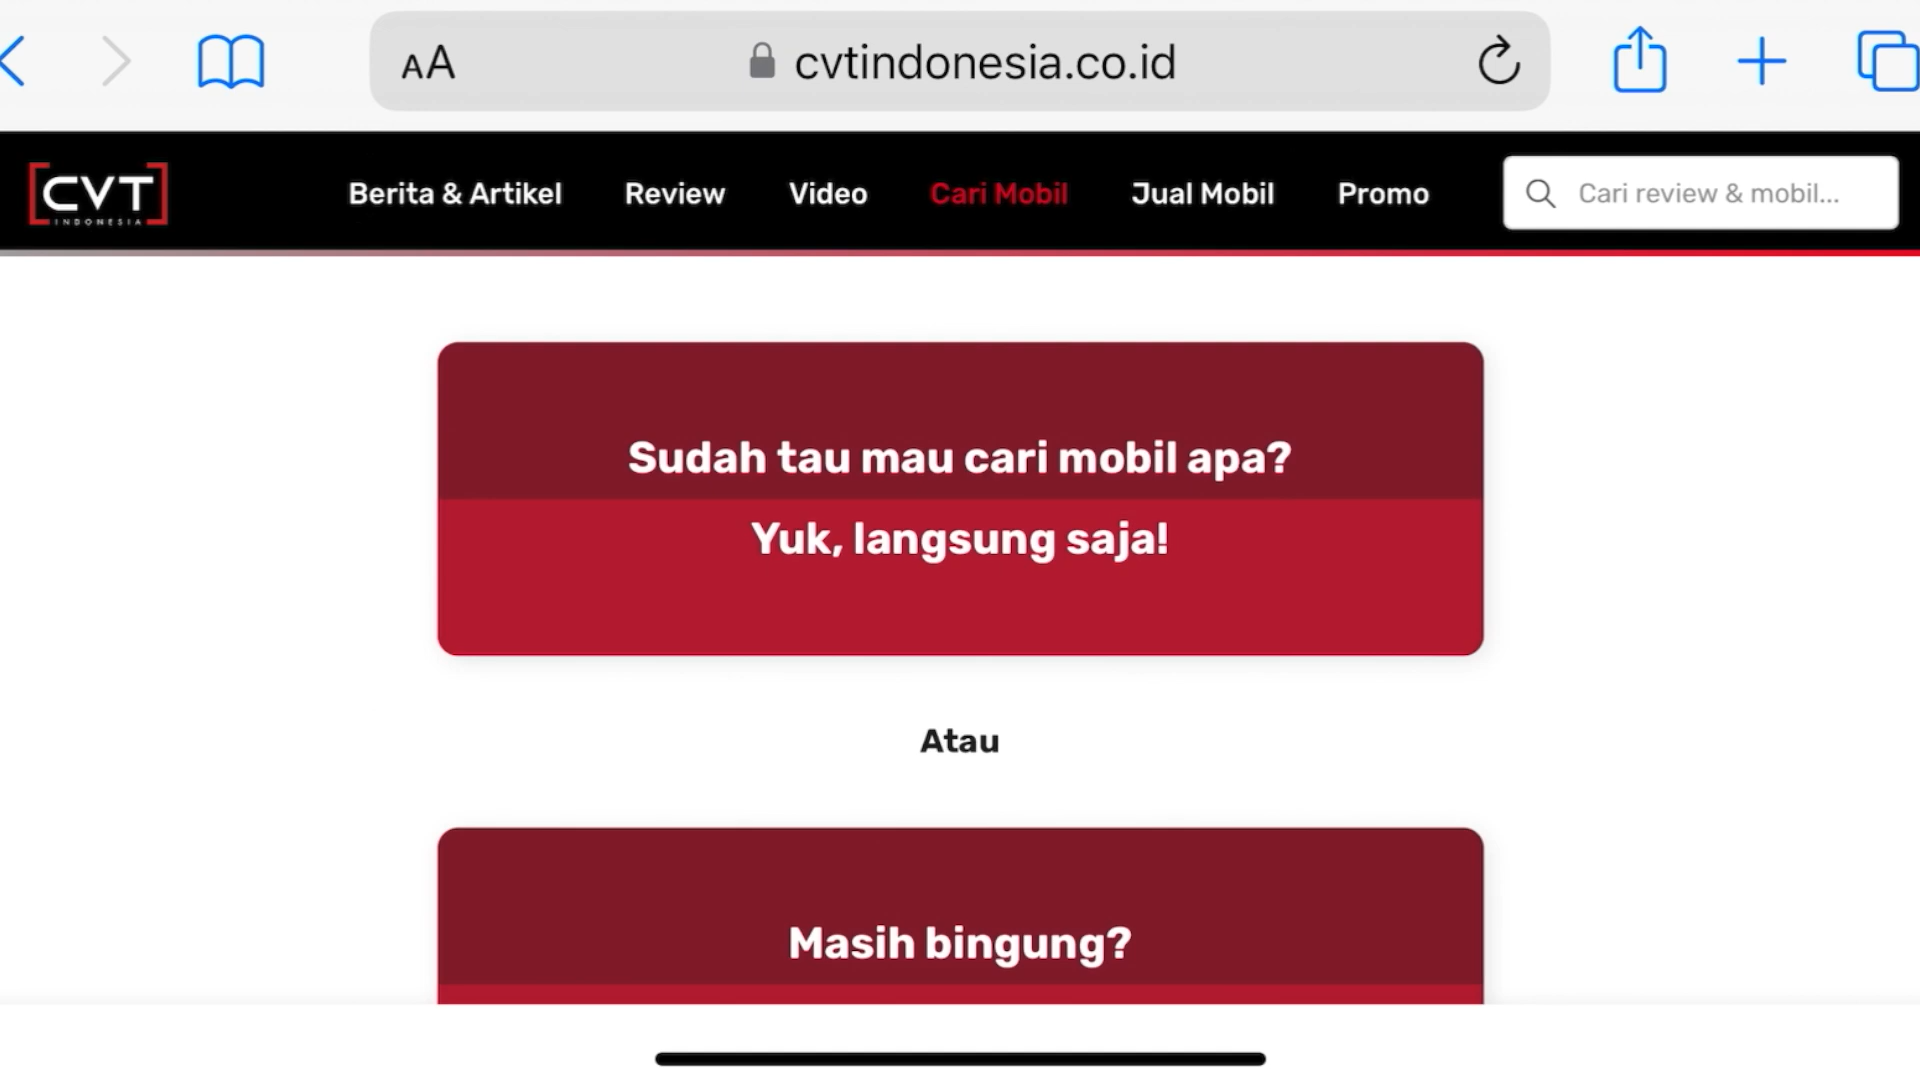 AA
cvtindonesia.co.id
CVT
INDONESIA
Berita & Artikel
Review
Video
Cari Mobil
Jual Mobil
Promo
Cari review & mobil...
Sudah tau mau cari mobil apa?
Yuk, langsung saja!
Atau
Masih bingung?